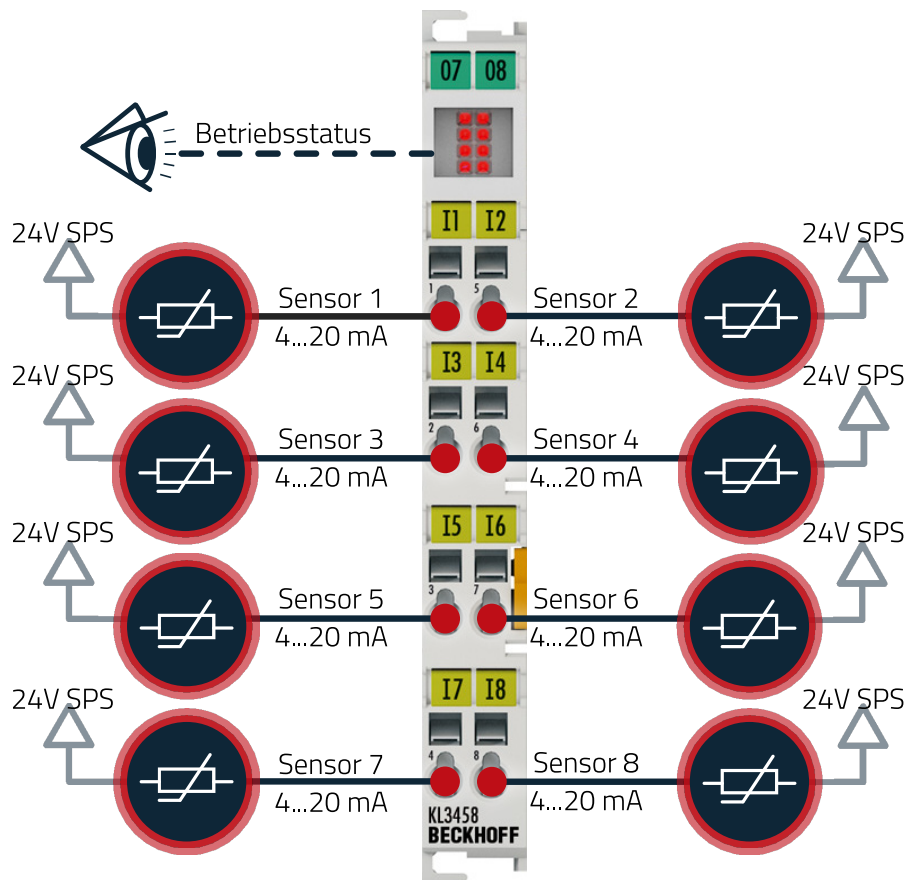 07 08
Betriebsstatus
I1 I2
24V SPS
24V SPS
1 5
Sensor 1
4...20 mA
Sensor 2
4...20 mA
I3 I4
24V SPS
24V SPS
2 6
Sensor 3
4...20 mA
Sensor 4
4...20 mA
I5 I6
24V SPS
24V SPS
3 7
Sensor 5
4...20 mA
Sensor 6
4...20 mA
I7 I8
24V SPS
24V SPS
4 8
Sensor 7
4...20 mA
Sensor 8
4...20 mA
KL3458
BECKHOFF